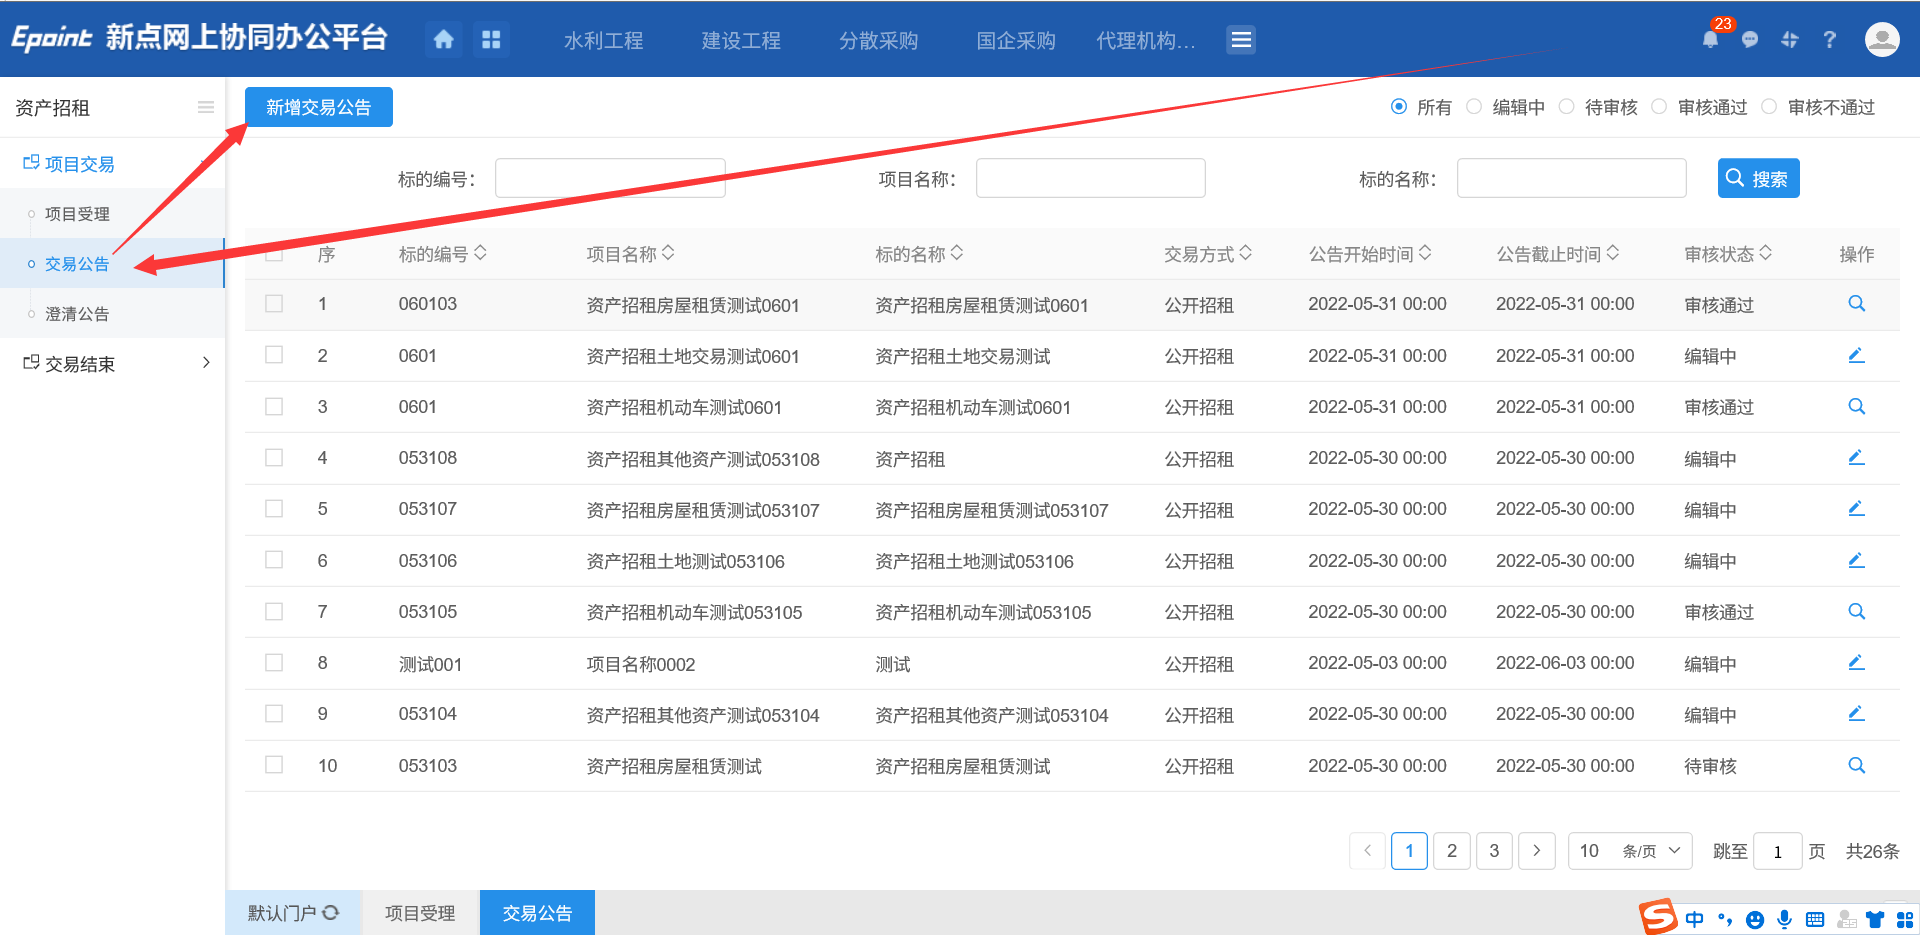 Epoint 新点网上协同办公平台 水利工程 建设工程 分散采购 国企采购 代理机构... 23 ?
资产招租
新增交易公告 所有 编辑中 待审核 审核通过 审核不通过
项目交易
项目受理
交易公告
澄清公告
交易结束
标的编号： 项目名称： 标的名称： 搜索
序 标的编号 项目名称 标的名称 交易方式 公告开始时间 公告截止时间 审核状态 操作
1 060103 资产招租房屋租赁测试0601 资产招租房屋租赁测试0601 公开招租 2022-05-31 00:00 2022-05-31 00:00 审核通过
2 0601 资产招租土地交易测试0601 资产招租土地交易测试 公开招租 2022-05-31 00:00 2022-05-31 00:00 编辑中
3 0601 资产招租机动车测试0601 资产招租机动车测试0601 公开招租 2022-05-31 00:00 2022-05-31 00:00 审核通过
4 053108 资产招租其他资产测试053108 资产招租 公开招租 2022-05-30 00:00 2022-05-30 00:00 编辑中
5 053107 资产招租房屋租赁测试053107 资产招租房屋租赁测试053107 公开招租 2022-05-30 00:00 2022-05-30 00:00 编辑中
6 053106 资产招租土地测试053106 资产招租土地测试053106 公开招租 2022-05-30 00:00 2022-05-30 00:00 编辑中
7 053105 资产招租机动车测试053105 资产招租机动车测试053105 公开招租 2022-05-30 00:00 2022-05-30 00:00 审核通过
8 测试001 项目名称0002 测试 公开招租 2022-05-03 00:00 2022-06-03 00:00 编辑中
9 053104 资产招租其他资产测试053104 资产招租其他资产测试053104 公开招租 2022-05-30 00:00 2022-05-30 00:00 编辑中
10 053103 资产招租房屋租赁测试 资产招租房屋租赁测试 公开招租 2022-05-30 00:00 2022-05-30 00:00 待审核
1 2 3 10 条/页 跳至 1 页 共26条
默认门户 项目受理 交易公告
S 中